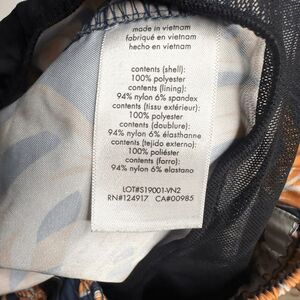 made in vietnam
fabriqué en vietnam
hecho en vietnam
contents (shell):
100% polyester
contents (lining):
94% nylon 6% spandex
contents (tissu extérieur):
100% polyester
contents (doublure):
94% nylon 6% élasthanne
contents (tejido externo):
100% poliéster
contents (forro):
94% nylon 6% elastano
LOT#S19001-VN2
RN#124917 CA#00985